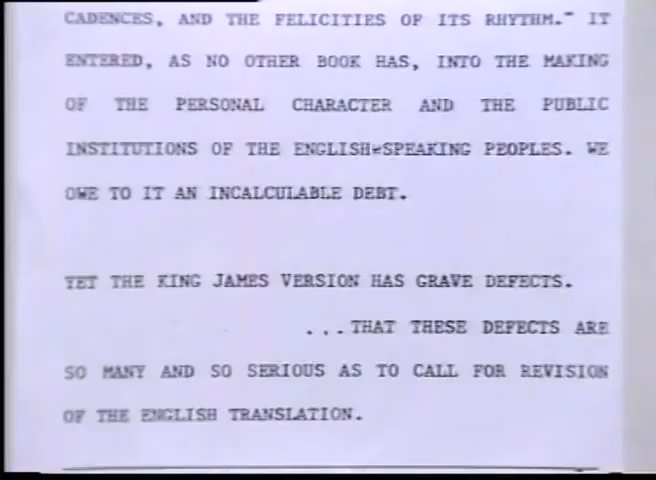 CADENCES, AND THE FELICITIES OF ITS RHYTHM." IT
ENTERED, AS NO OTHER BOOK HAS, INTO THE MAKING
OF THE PERSONAL CHARACTER AND THE PUBLIC
INSTITUTIONS OF THE ENGLISH-SPEAKING PEOPLES. WE
OWE TO IT AN INCALCULABLE DEBT.
YET THE KING JAMES VERSION HAS GRAVE DEFECTS.
...THAT THESE DEFECTS ARE
SO MANY AND SO SERIOUS AS TO CALL FOR REVISION
OF THE ENGLISH TRANSLATION.